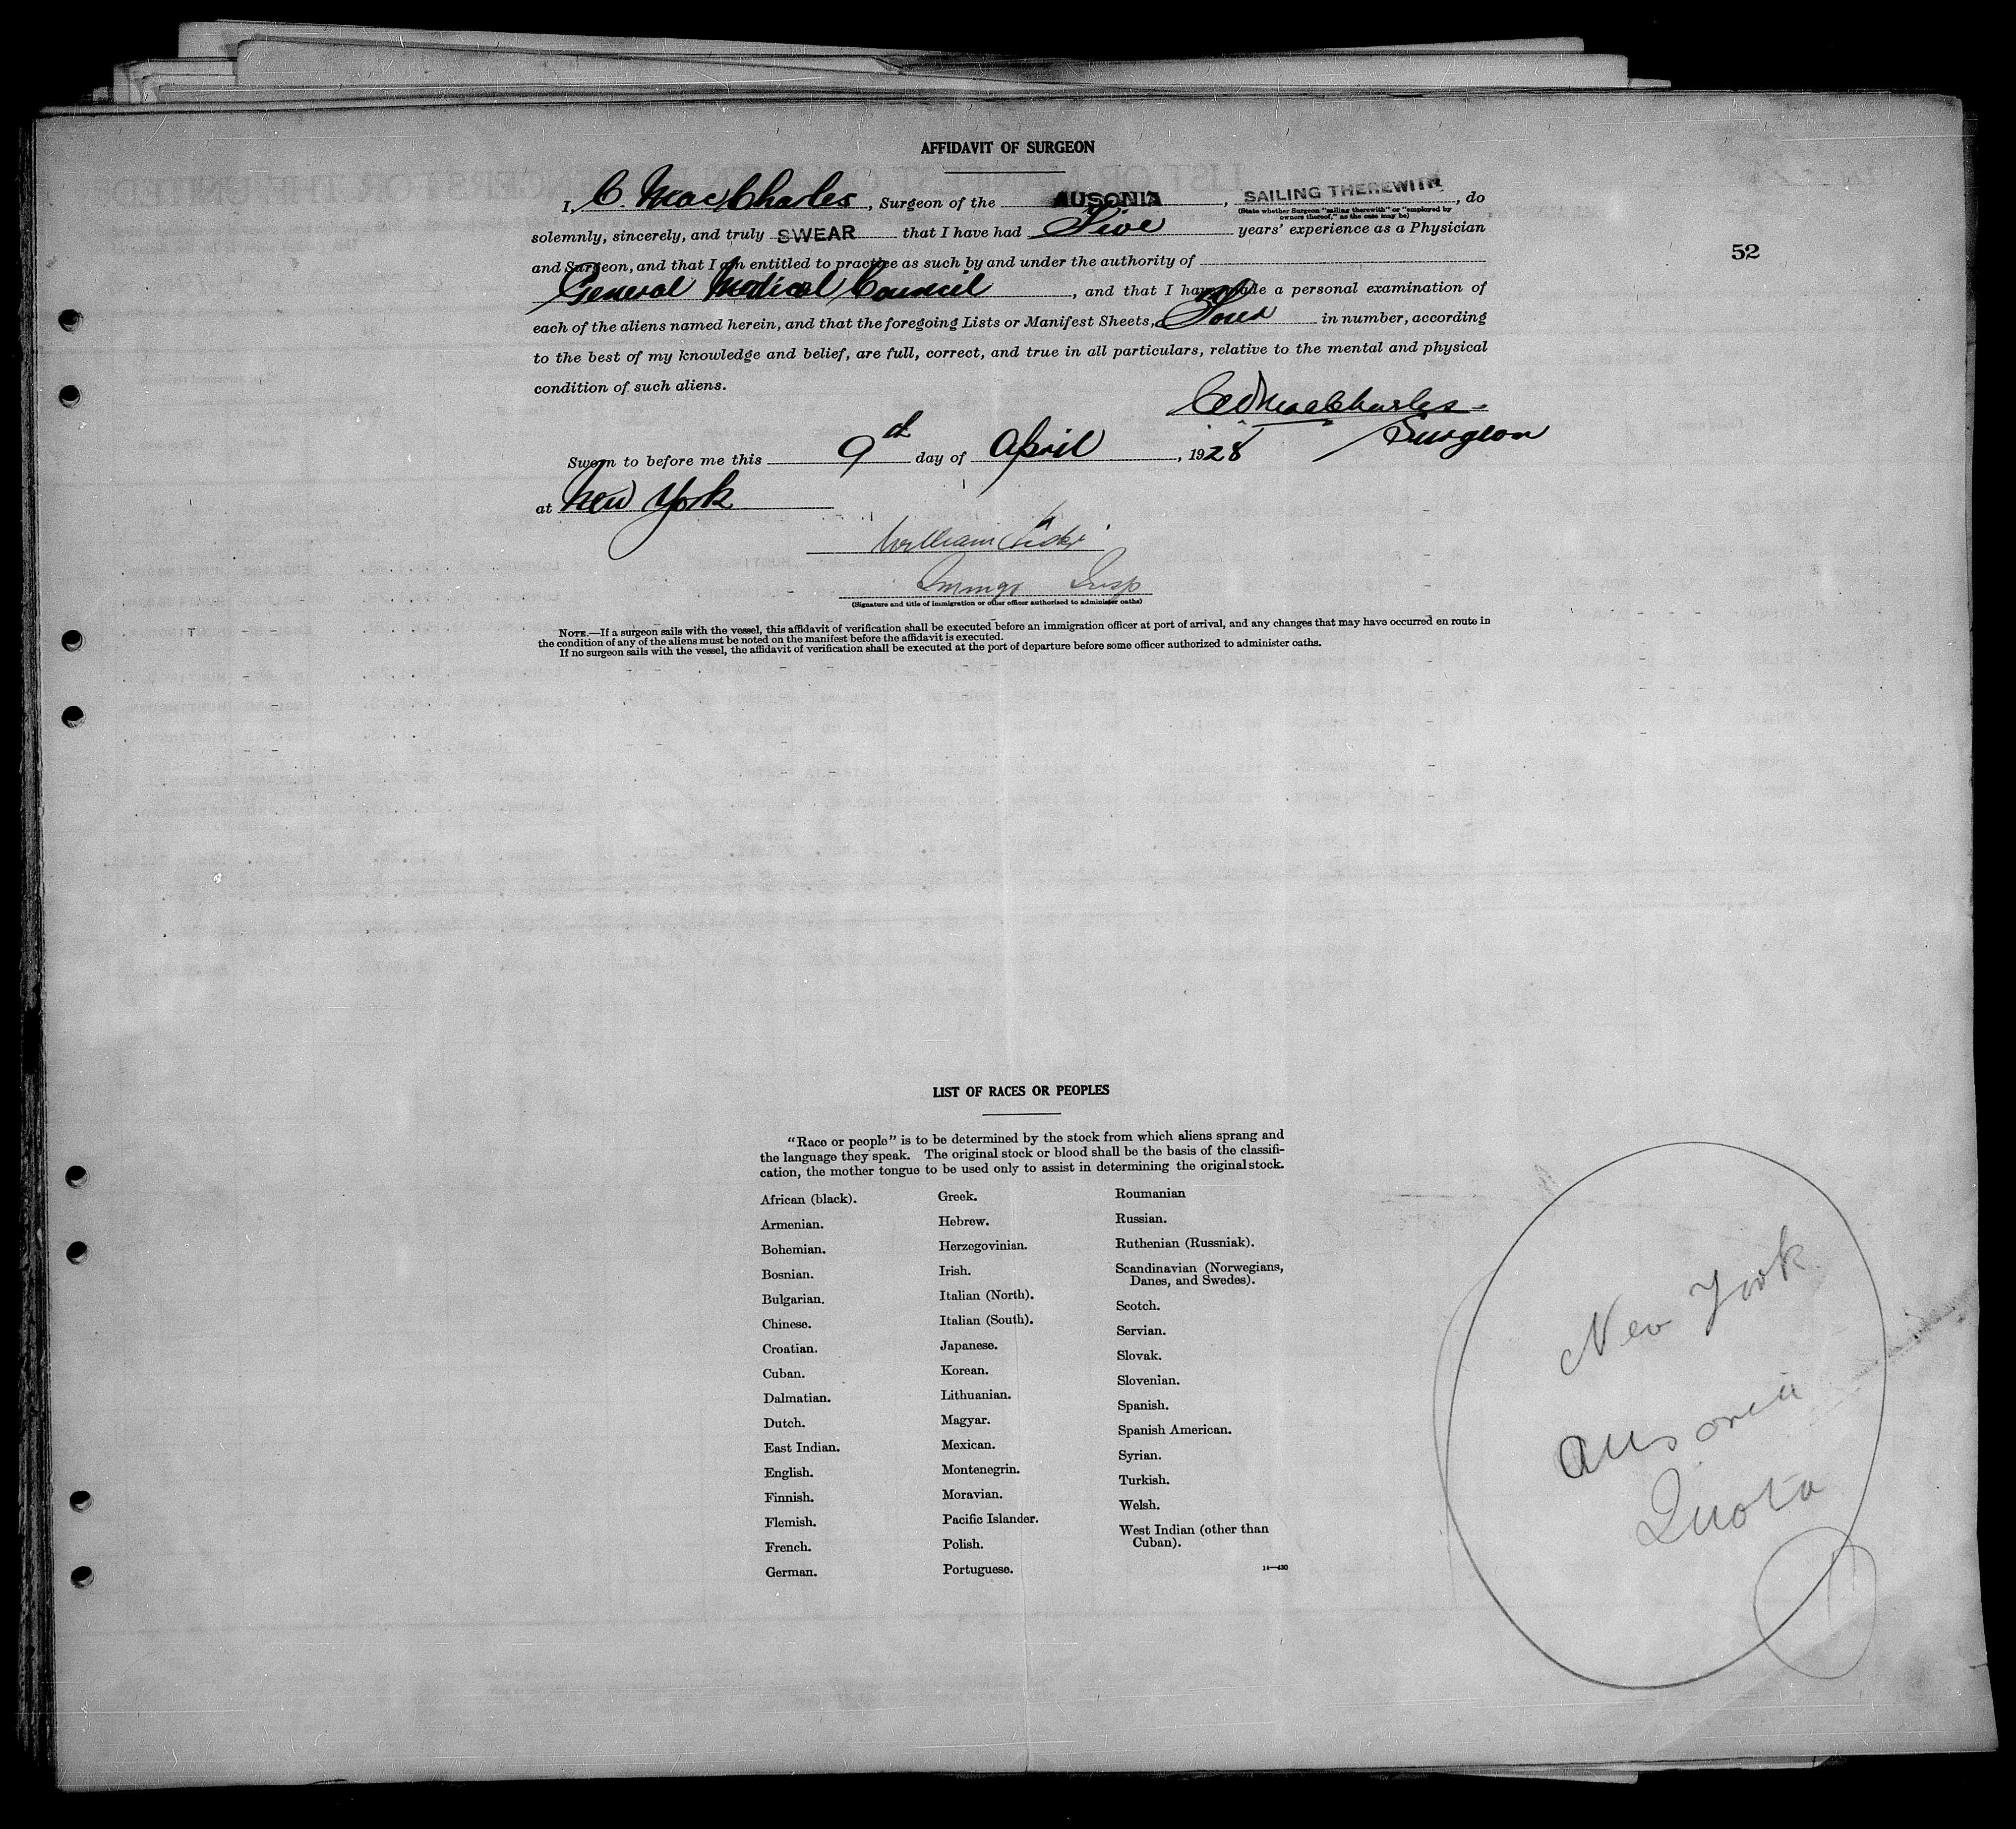 AFFIDAVIT OF SURGEON
I, C. MacCharles, Surgeon of the AUSONIA, SAILING THEREWITH, do
(State whether Surgeon "sailing therewith" or "employed by
owners thereof," as the case may be)
solemnly, sincerely, and truly SWEAR that I have had Five years' experience as a Physician
52
and Surgeon, and that I am entitled to practice as such by and under the authority of
General Medical Council, and that I have made a personal examination of
each of the aliens named herein, and that the foregoing Lists or Manifest Sheets, Four in number, according
to the best of my knowledge and belief, are full, correct, and true in all particulars, relative to the mental and physical
condition of such aliens.
MacCharles
Surgeon
Sworn to before me this 9th day of April, 1928
at New York
William
Immigr Insp
(Signature and title of immigration or other officer authorized to administer oaths)
NOTE.—If a surgeon sails with the vessel, this affidavit of verification shall be executed before an immigration officer at port of arrival, and any changes that may have occurred en route in
the condition of any of the aliens must be noted on the manifest before the affidavit is executed.
If no surgeon sails with the vessel, the affidavit of verification shall be executed at the port of departure before some officer authorized to administer oaths.
LIST OF RACES OR PEOPLES
"Race or people" is to be determined by the stock from which aliens sprang and
the language they speak. The original stock or blood shall be the basis of the classifi-
cation, the mother tongue to be used only to assist in determining the original stock.
African (black).
Armenian.
Bohemian.
Bosnian.
Bulgarian.
Chinese.
Croatian.
Cuban.
Dalmatian.
Dutch.
East Indian.
English.
Finnish.
Flemish.
French.
German.
Greek.
Hebrew.
Herzegovinian.
Irish.
Italian (North).
Italian (South).
Japanese.
Korean.
Lithuanian.
Magyar.
Mexican.
Montenegrin.
Moravian.
Pacific Islander.
Polish.
Portuguese.
Roumanian
Russian.
Ruthenian (Russniak).
Scandinavian (Norwegians,
Danes, and Swedes).
Scotch.
Servian.
Slovak.
Slovenian.
Spanish.
Spanish American.
Syrian.
Turkish.
Welsh.
West Indian (other than
Cuban).
14—430
New York
Ausonia
Quota